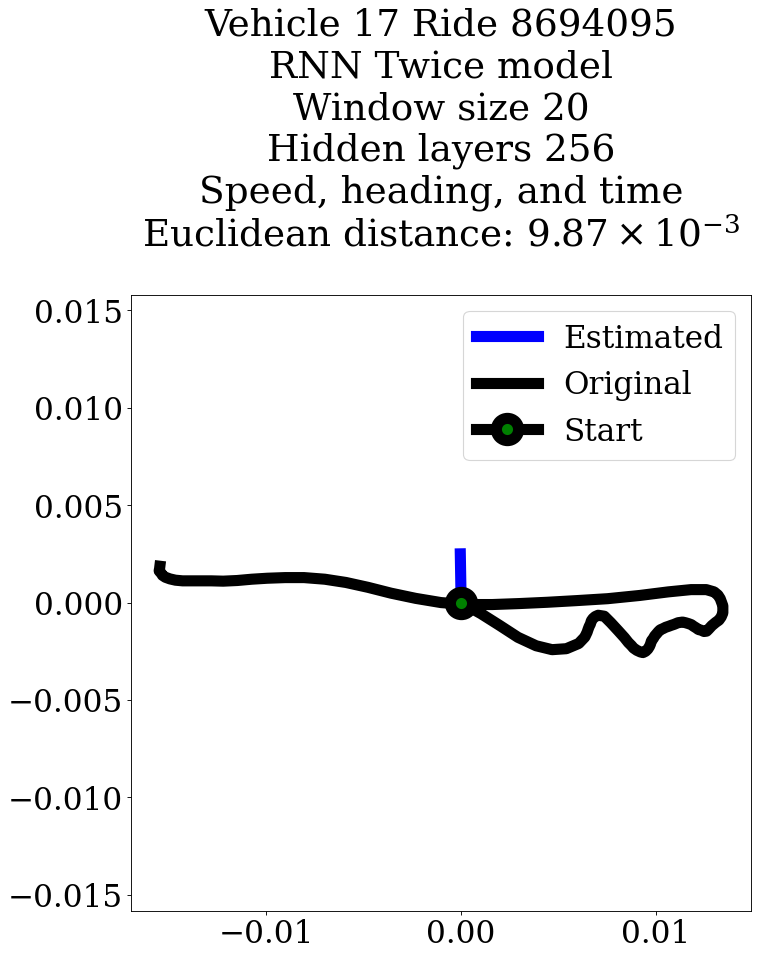 Vehicle 17 Ride 8694095
RNN Twice model
Window size 20
Hidden layers 256
Speed, heading, and time
Euclidean distance: 9.87 × 10⁻³
Estimated
Original
Start
0.015
0.010
0.005
0.000
−0.005
−0.010
−0.015
−0.01 0.00 0.01